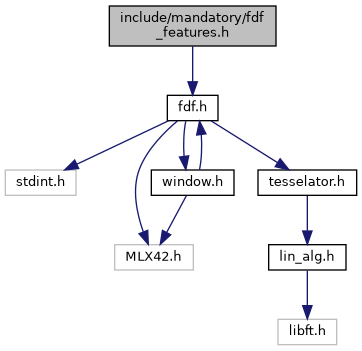 include/mandatory/fdf
_features.h
fdf.h
stdint.h
window.h
tesselator.h
MLX42.h
lin_alg.h
libft.h